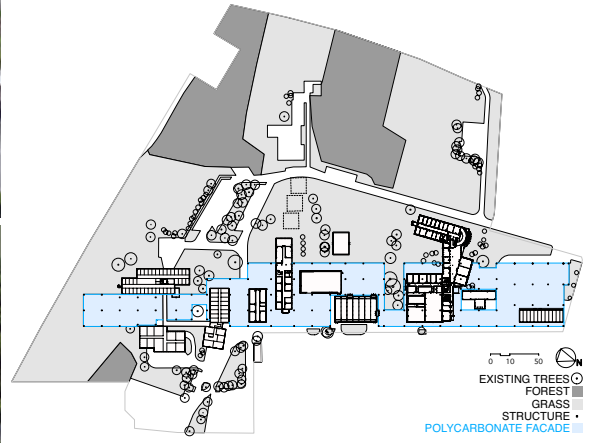 0 10 50
N
EXISTING TREES
FOREST
GRASS
STRUCTURE
POLYCARBONATE FACADE